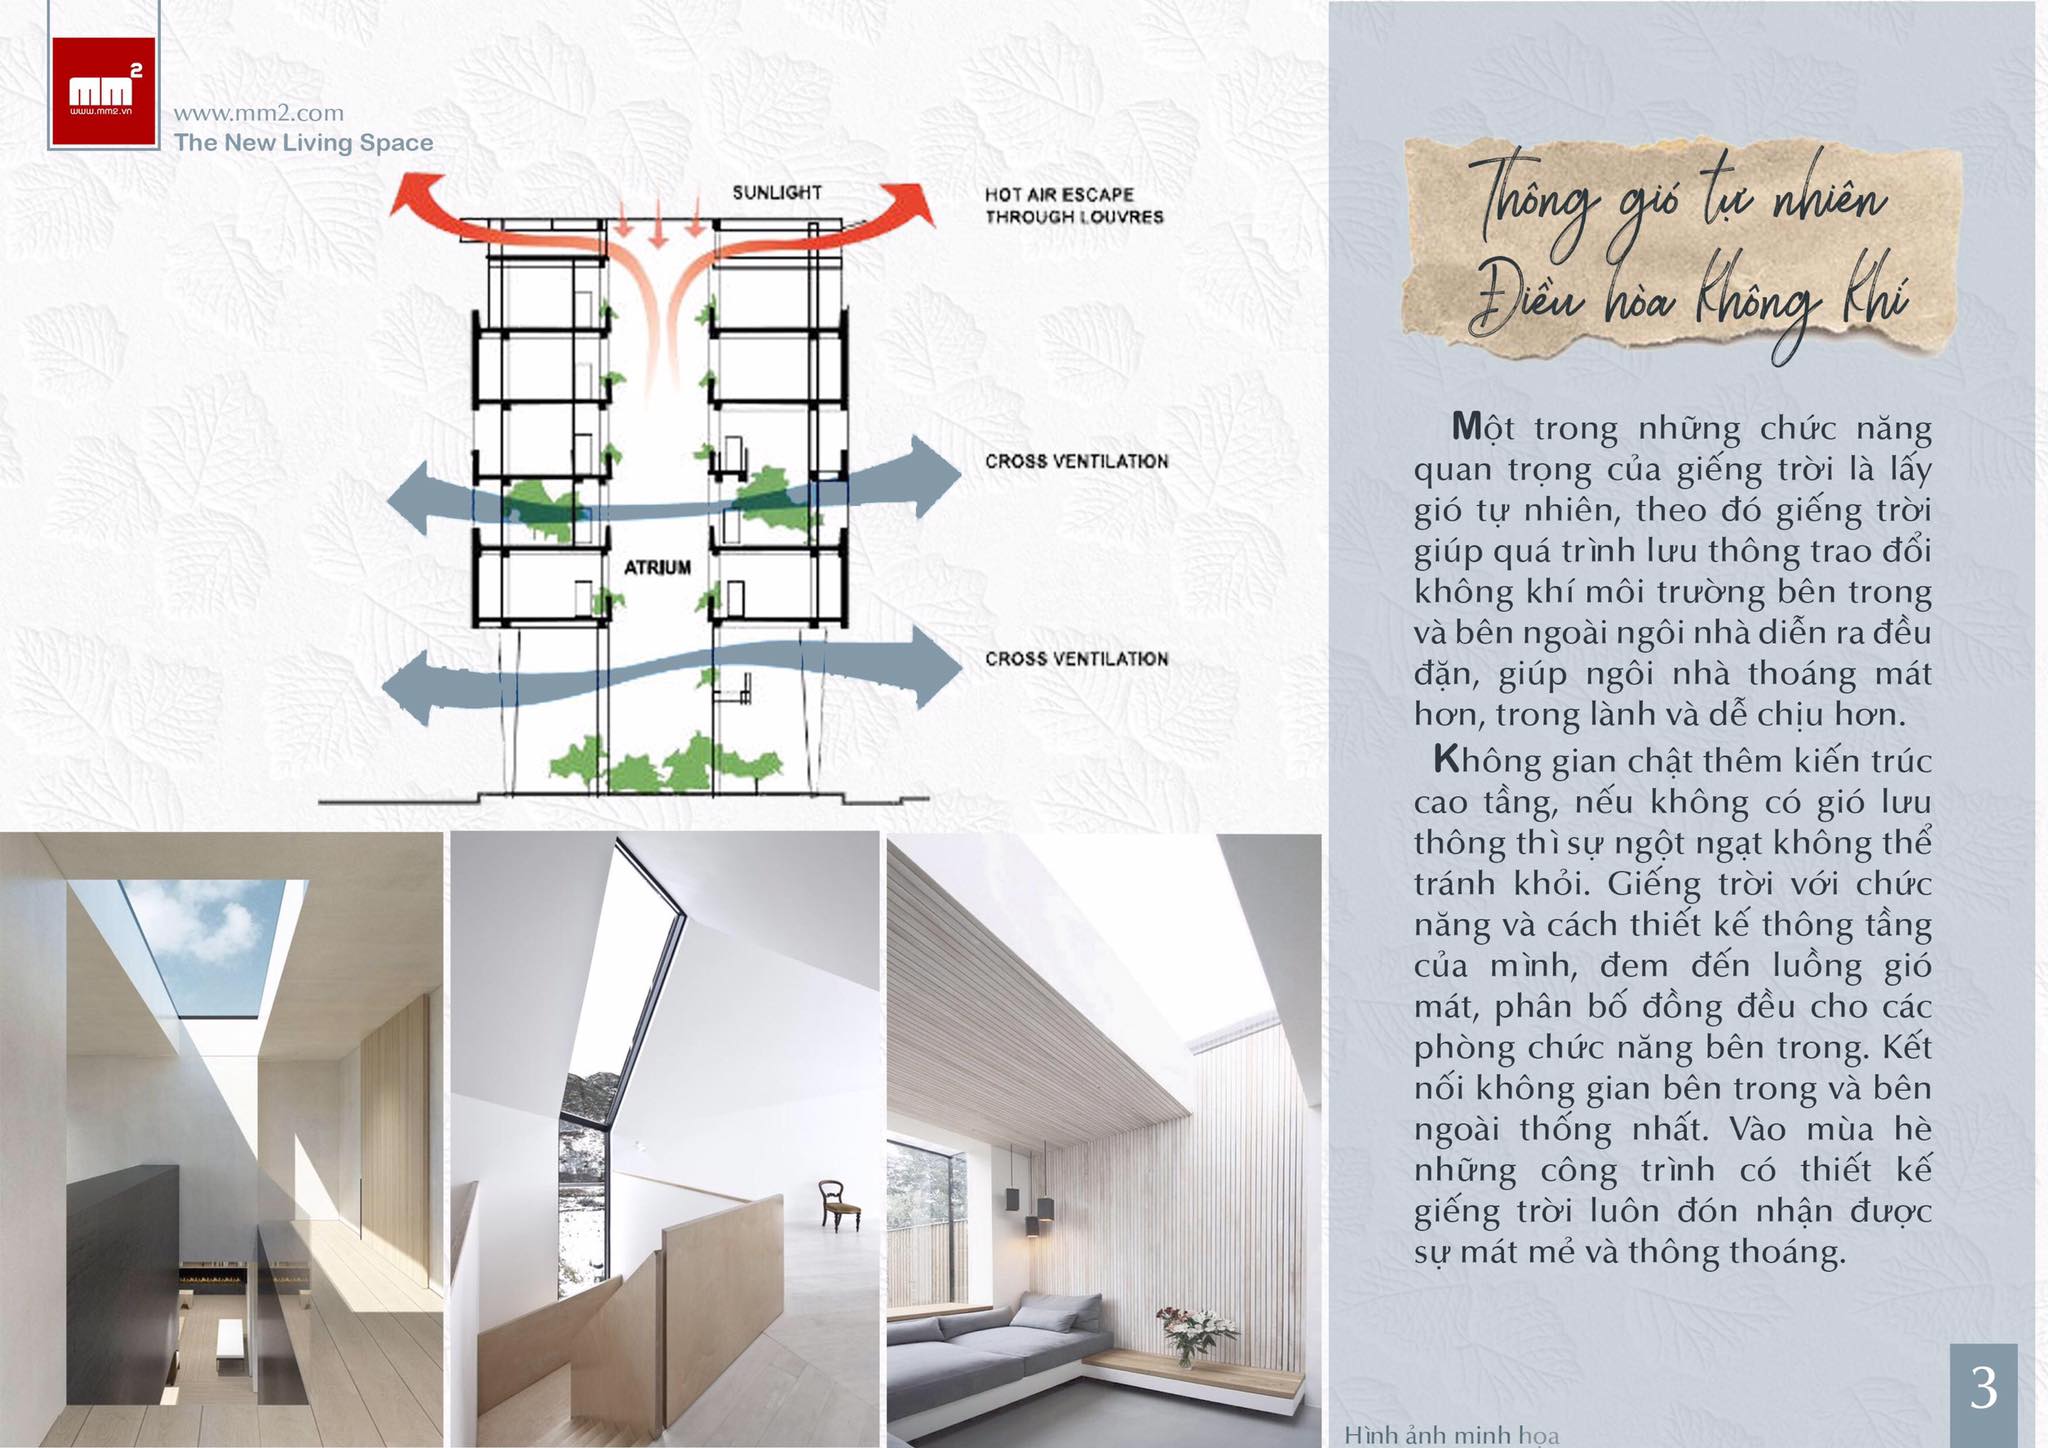 mm2
www.mm2.vn
www.mm2.com
The New Living Space
SUNLIGHT
HOT AIR ESCAPE
THROUGH LOUVRES
CROSS VENTILATION
ATRIUM
CROSS VENTILATION
Thông gió tự nhiên
Điều hòa không khí
Một trong những chức năng
quan trọng của giếng trời là lấy
gió tự nhiên, theo đó giếng trời
giúp quá trình lưu thông trao đổi
không khí môi trường bên trong
và bên ngoài ngôi nhà diễn ra đều
đặn, giúp ngôi nhà thoáng mát
hơn, trong lành và dễ chịu hơn.
Không gian chật thêm kiến trúc
cao tầng, nếu không có gió lưu
thông thì sự ngột ngạt không thể
tránh khỏi. Giếng trời với chức
năng và cách thiết kế thông tầng
của mình, đem đến luồng gió
mát, phân bố đồng đều cho các
phòng chức năng bên trong. Kết
nối không gian bên trong và bên
ngoài thống nhất. Vào mùa hè
những công trình có thiết kế
giếng trời luôn đón nhận được
sự mát mẻ và thông thoáng.
3
Hình ảnh minh họa